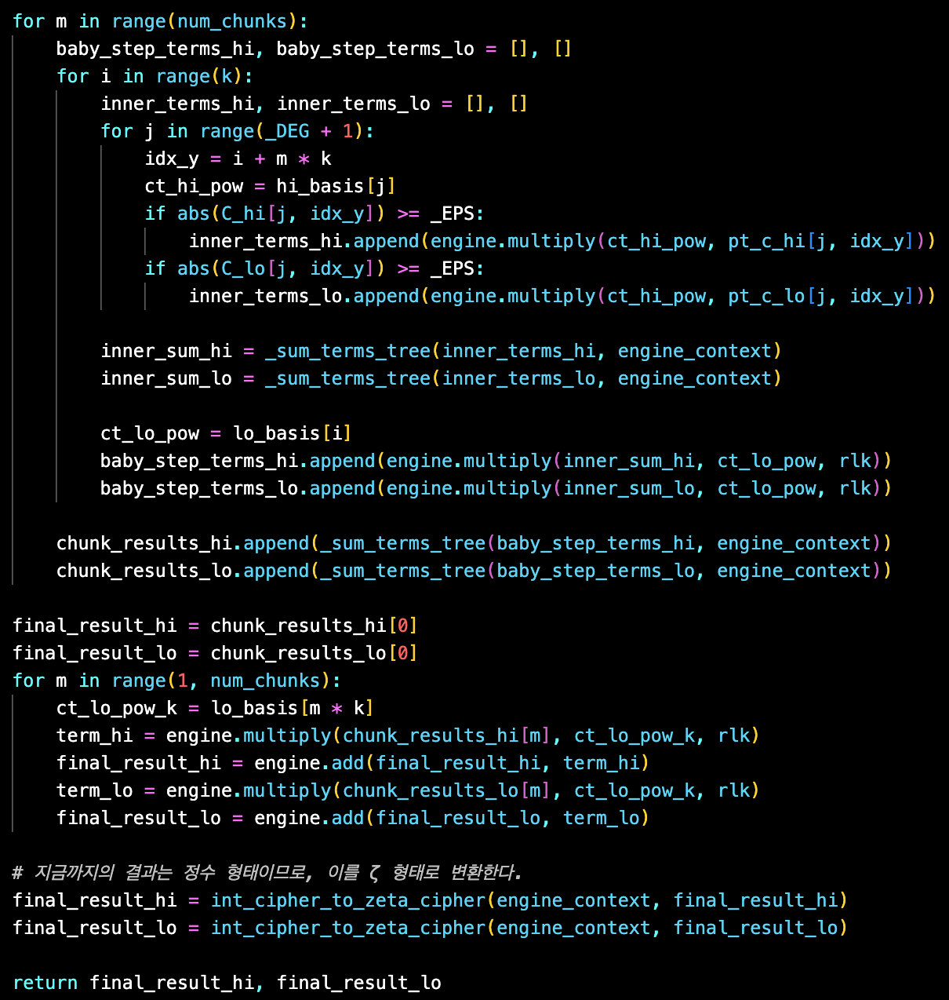 for m in range(num_chunks):
    baby_step_terms_hi, baby_step_terms_lo = [], []
    for i in range(k):
        inner_terms_hi, inner_terms_lo = [], []
        for j in range(_DEG + 1):
            idx_y = i + m * k
            ct_hi_pow = hi_basis[j]
            if abs(C_hi[j, idx_y]) >= _EPS:
                inner_terms_hi.append(engine.multiply(ct_hi_pow, pt_c_hi[j, idx_y]))
            if abs(C_lo[j, idx_y]) >= _EPS:
                inner_terms_lo.append(engine.multiply(ct_hi_pow, pt_c_lo[j, idx_y]))

        inner_sum_hi = _sum_terms_tree(inner_terms_hi, engine_context)
        inner_sum_lo = _sum_terms_tree(inner_terms_lo, engine_context)

        ct_lo_pow = lo_basis[i]
        baby_step_terms_hi.append(engine.multiply(inner_sum_hi, ct_lo_pow, rlk))
        baby_step_terms_lo.append(engine.multiply(inner_sum_lo, ct_lo_pow, rlk))

    chunk_results_hi.append(_sum_terms_tree(baby_step_terms_hi, engine_context))
    chunk_results_lo.append(_sum_terms_tree(baby_step_terms_lo, engine_context))

final_result_hi = chunk_results_hi[0]
final_result_lo = chunk_results_lo[0]
for m in range(1, num_chunks):
    ct_lo_pow_k = lo_basis[m * k]
    term_hi = engine.multiply(chunk_results_hi[m], ct_lo_pow_k, rlk)
    final_result_hi = engine.add(final_result_hi, term_hi)
    term_lo = engine.multiply(chunk_results_lo[m], ct_lo_pow_k, rlk)
    final_result_lo = engine.add(final_result_lo, term_lo)

# 지금까지의 결과는 정수 형태이므로, 이를 ζ 형태로 변환한다.
final_result_hi = int_cipher_to_zeta_cipher(engine_context, final_result_hi)
final_result_lo = int_cipher_to_zeta_cipher(engine_context, final_result_lo)

return final_result_hi, final_result_lo